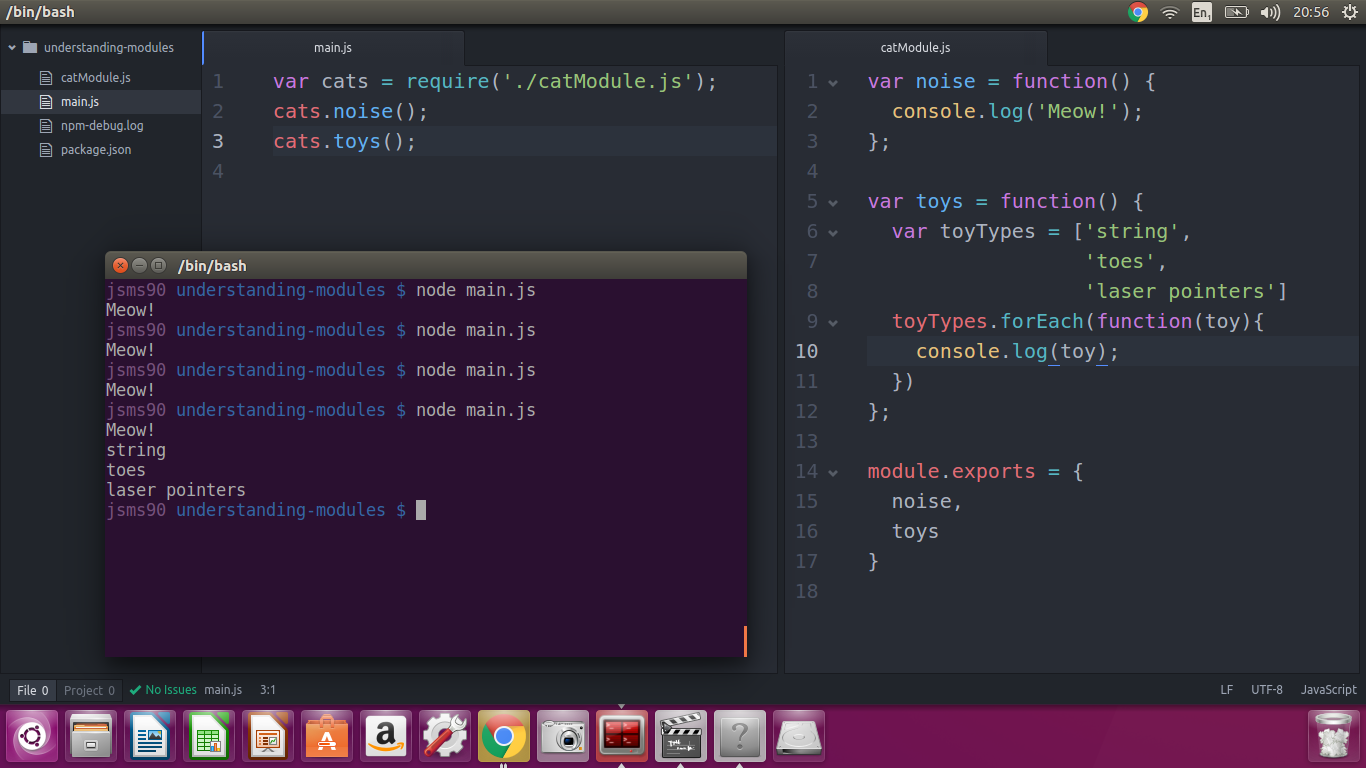 /bin/bash
En1
20:56
understanding-modules
catModule.js
main.js
npm-debug.log
package.json
main.js
1 var cats = require('./catModule.js');
2 cats.noise();
3 cats.toys();
4
catModule.js
1 var noise = function() {
2 console.log('Meow!');
3 };
4
5 var toys = function() {
6 var toyTypes = ['string',
7 'toes',
8 'laser pointers']
9 toyTypes.forEach(function(toy){
10 console.log(toy);
11 })
12 };
13
14 module.exports = {
15 noise,
16 toys
17 }
18
/bin/bash
jsms90 understanding-modules $ node main.js
Meow!
jsms90 understanding-modules $ node main.js
Meow!
jsms90 understanding-modules $ node main.js
Meow!
jsms90 understanding-modules $ node main.js
Meow!
string
toes
laser pointers
jsms90 understanding-modules $
File 0 Project 0 No Issues main.js 3:1 LF UTF-8 JavaScript